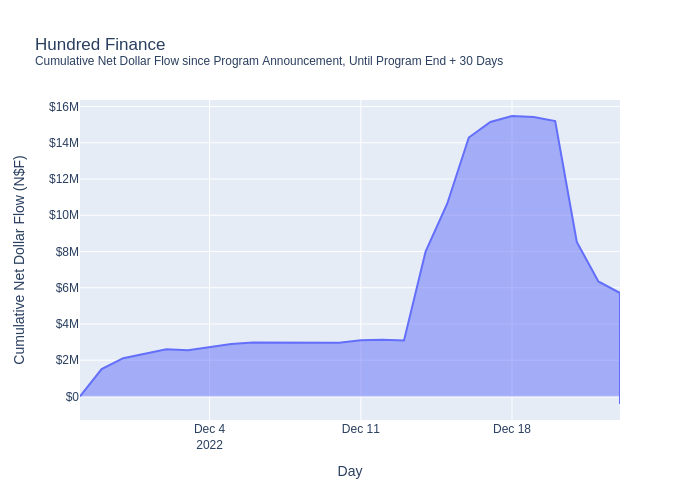 Hundred Finance
Cumulative Net Dollar Flow since Program Announcement, Until Program End + 30 Days
Cumulative Net Dollar Flow (N$F)
$16M
$14M
$12M
$10M
$8M
$6M
$4M
$2M
$0
Dec 4
2022
Dec 11
Dec 18
Day